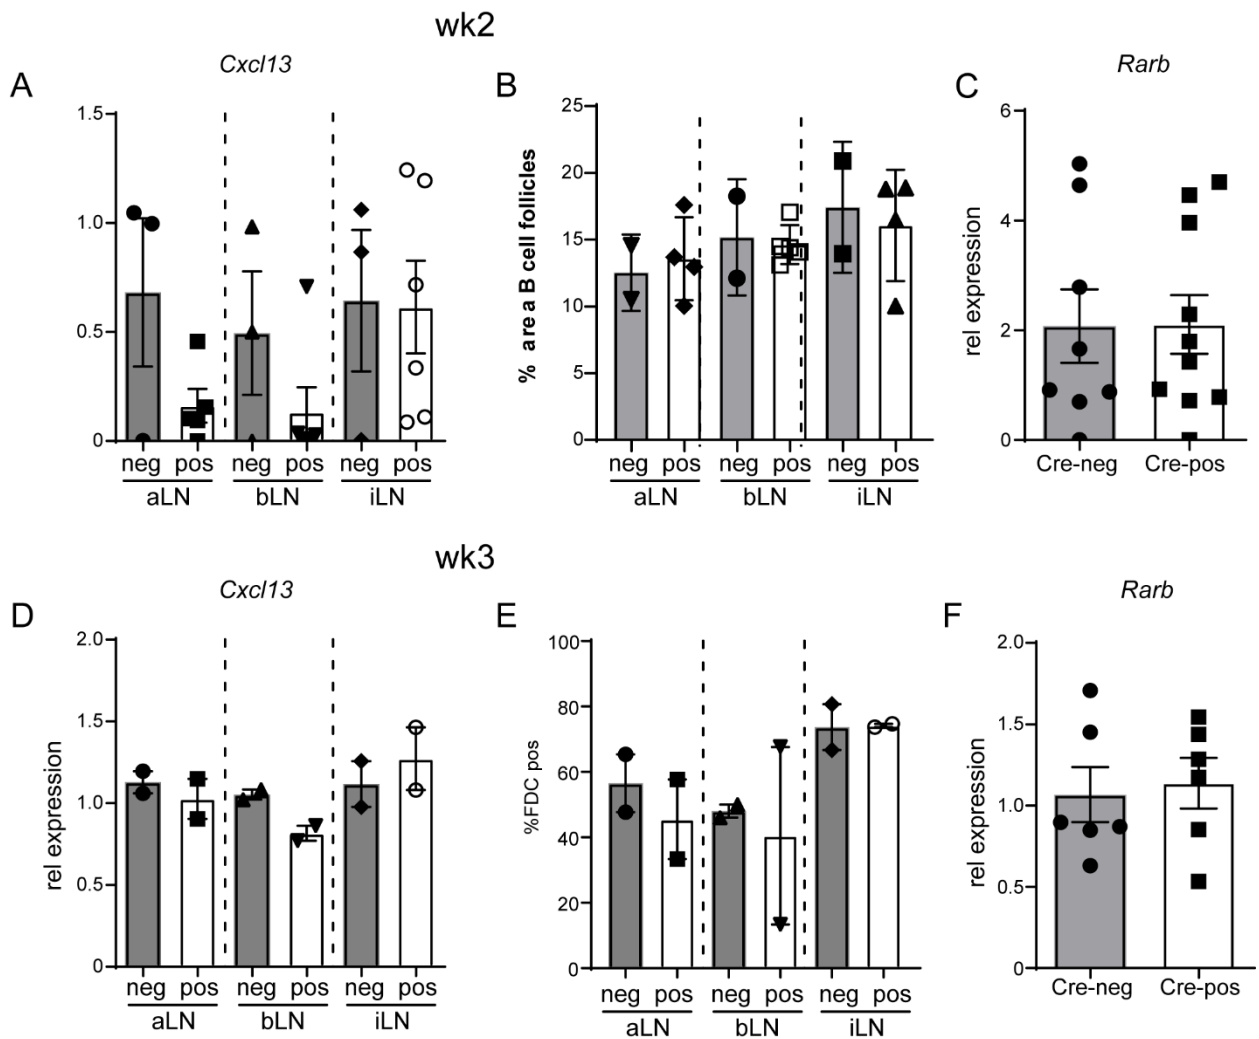 wk2
A
Cxcl13
1.5
1.0
0.5
0
neg pos neg pos neg pos
aLN bLN iLN
B
% area B cell follicles
25
20
15
10
5
0
neg pos neg pos neg pos
aLN bLN iLN
C
Rarb
rel expression
6
4
2
0
Cre-neg Cre-pos
wk3
D
Cxcl13
rel expression
2.0
1.5
1.0
0.5
0
neg pos neg pos neg pos
aLN bLN iLN
E
%FDC pos
100
80
60
40
20
0
neg pos neg pos neg pos
aLN bLN iLN
F
Rarb
rel expression
2.0
1.5
1.0
0.5
0
Cre-neg Cre-pos